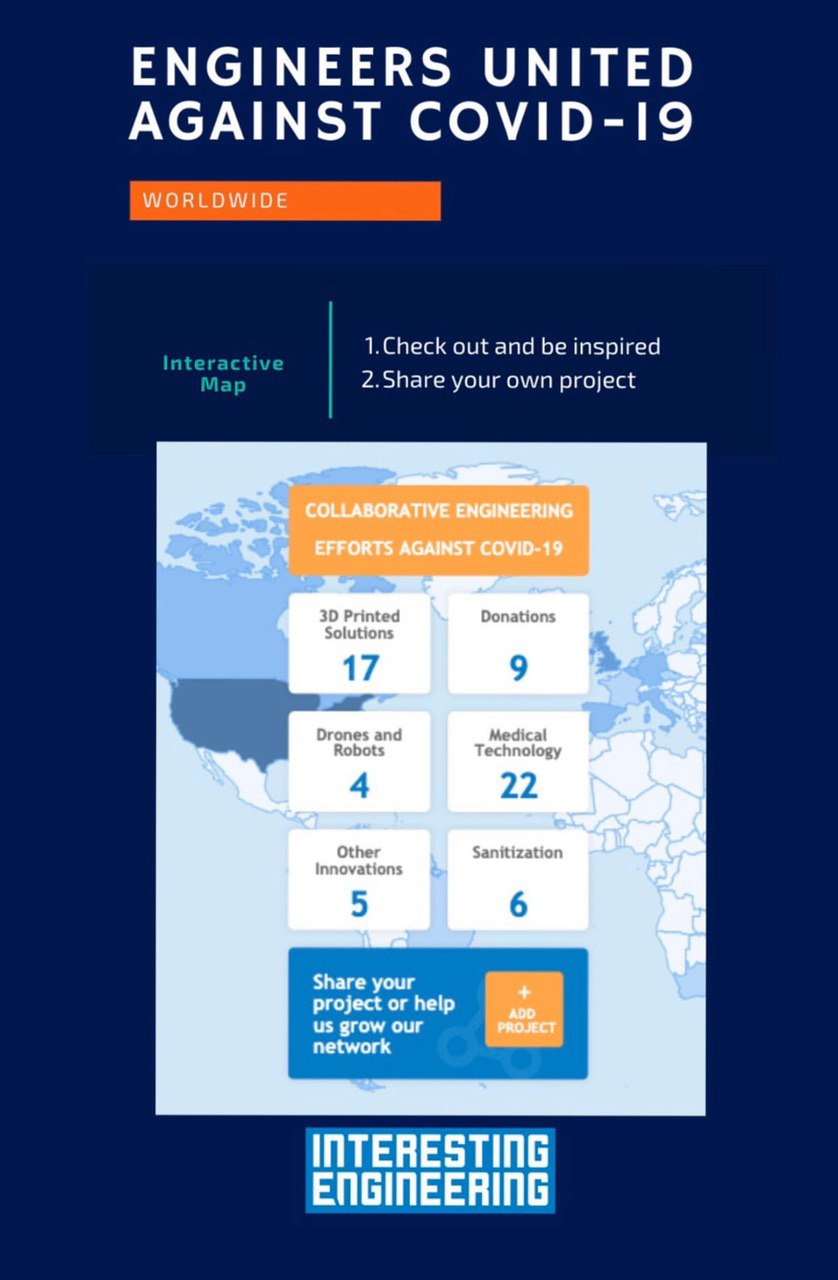 ENGINEERS UNITED
AGAINST COVID-19
WORLDWIDE
Interactive
Map
1.Check out and be inspired
2.Share your own project
COLLABORATIVE ENGINEERING
EFFORTS AGAINST COVID-19
3D Printed
Solutions
17
Donations
9
Drones and
Robots
4
Medical
Technology
22
Other
Innovations
5
Sanitization
6
Share your
project or help
us grow our
network
+
ADD
PROJECT
INTERESTING
ENGINEERING